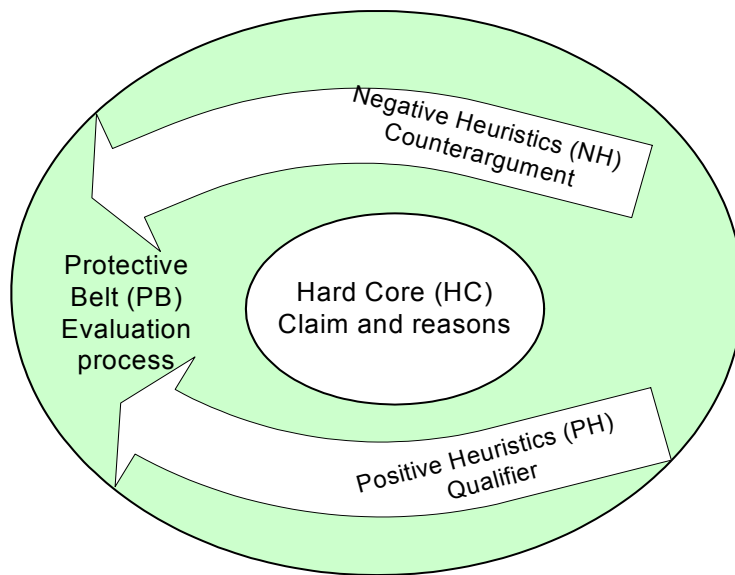 Negative Heuristics (NH)
Counterargument
Protective
Belt (PB)
Evaluation
process
Hard Core (HC)
Claim and reasons
Positive Heuristics (PH)
Qualifier